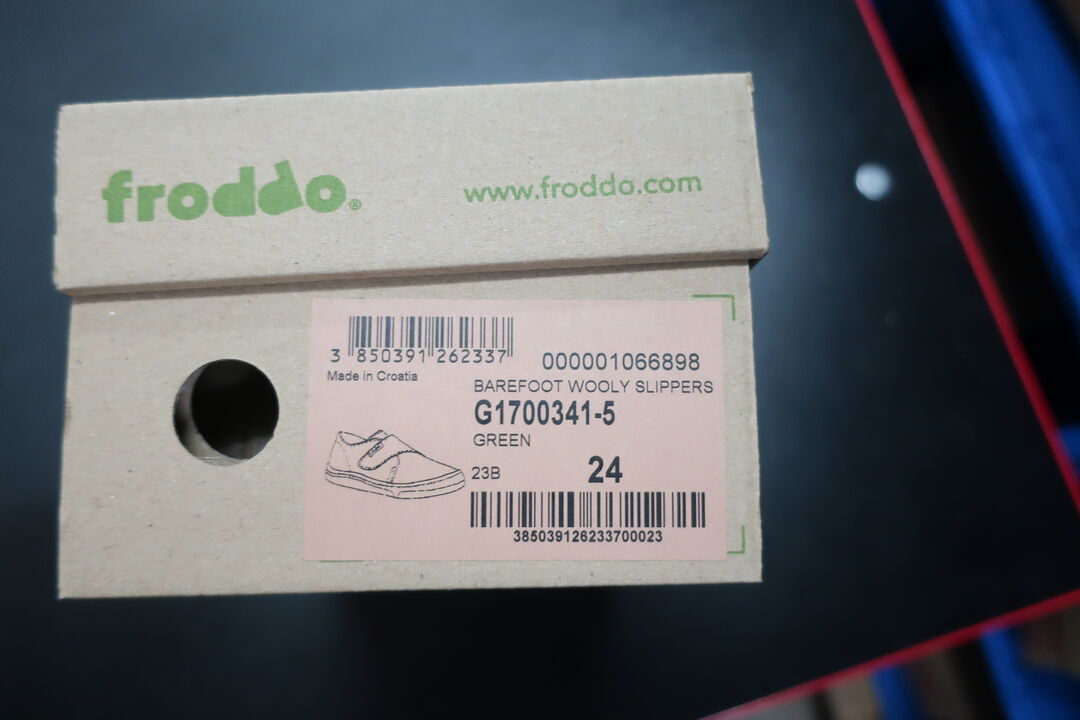 froddo®
www.froddo.com
3 850391 262337
000001066898
Made in Croatia
BAREFOOT WOOLY SLIPPERS
G1700341-5
GREEN
23B
24
385039126233700023